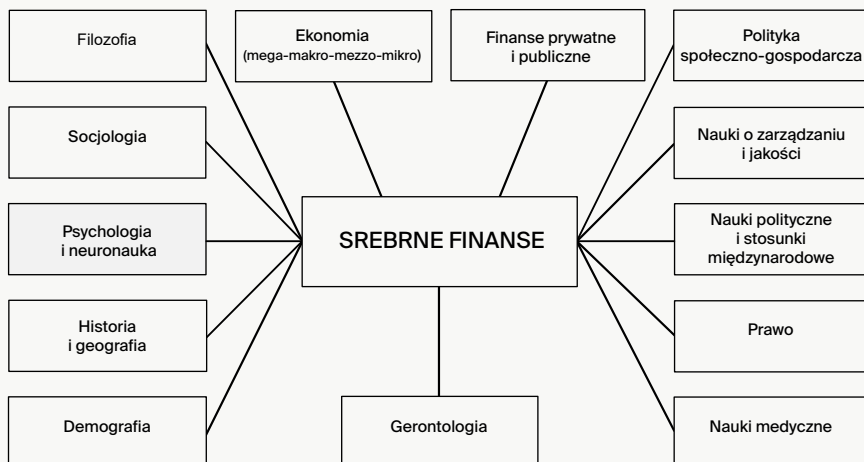 Filozofia
Ekonomia
(mega-makro-mezzo-mikro)
Finanse prywatne
i publiczne
Polityka
społeczno-gospodarcza
Socjologia
Nauki o zarządzaniu
i jakości
Psychologia
i neuronauka
SREBRNE FINANSE
Nauki polityczne
i stosunki
międzynarodowe
Historia
i geografia
Prawo
Demografia
Gerontologia
Nauki medyczne